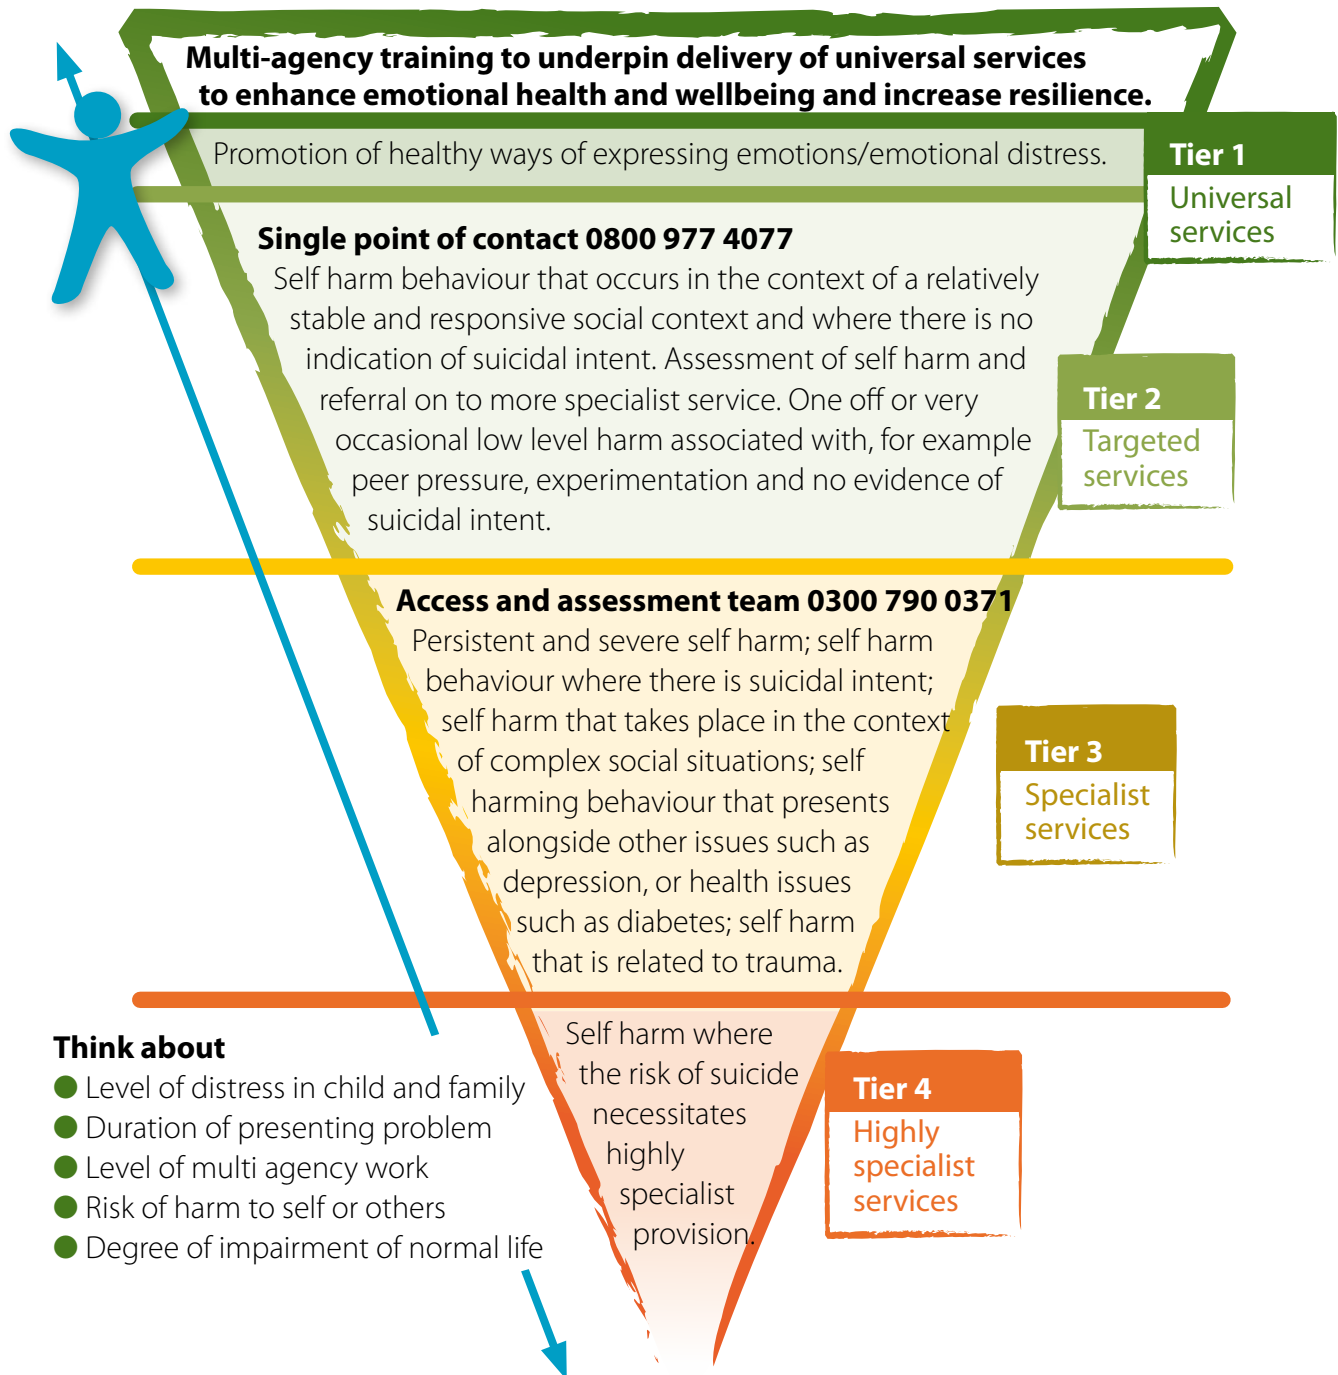 Multi-agency training to underpin delivery of universal services
to enhance emotional health and wellbeing and increase resilience.
Promotion of healthy ways of expressing emotions/emotional distress.
Tier 1
Universal
services
Single point of contact 0800 977 4077
Self harm behaviour that occurs in the context of a relatively
stable and responsive social context and where there is no
indication of suicidal intent. Assessment of self harm and
referral on to more specialist service. One off or very
occasional low level harm associated with, for example
peer pressure, experimentation and no evidence of
suicidal intent.
Tier 2
Targeted
services
Access and assessment team 0300 790 0371
Persistent and severe self harm; self harm
behaviour where there is suicidal intent;
self harm that takes place in the context
of complex social situations; self
harming behaviour that presents
alongside other issues such as
depression, or health issues
such as diabetes; self harm
that is related to trauma.
Tier 3
Specialist
services
Self harm where
the risk of suicide
necessitates
highly
specialist
provision.
Tier 4
Highly
specialist
services
Think about
● Level of distress in child and family
● Duration of presenting problem
● Level of multi agency work
● Risk of harm to self or others
● Degree of impairment of normal life